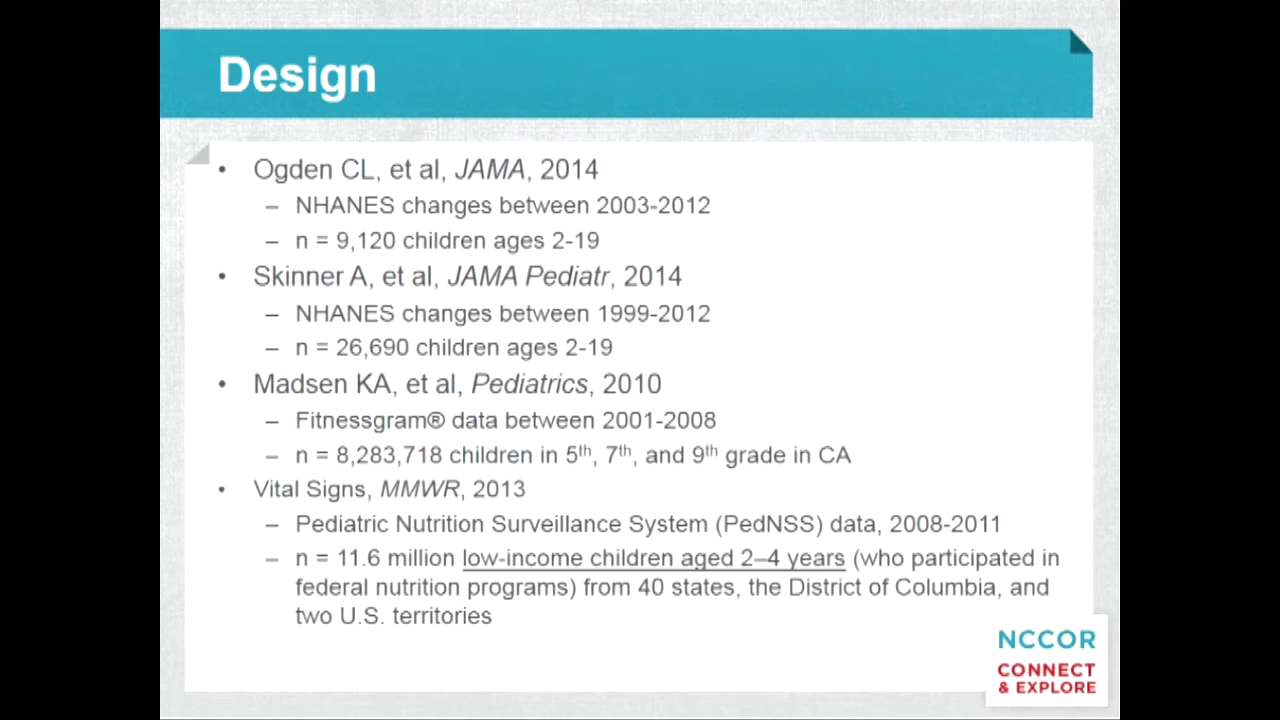 Design
• Ogden CL, et al, JAMA, 2014
– NHANES changes between 2003-2012
– n = 9,120 children ages 2-19
• Skinner A, et al, JAMA Pediatr, 2014
– NHANES changes between 1999-2012
– n = 26,690 children ages 2-19
• Madsen KA, et al, Pediatrics, 2010
– Fitnessgram® data between 2001-2008
– n = 8,283,718 children in 5th, 7th, and 9th grade in CA
• Vital Signs, MMWR, 2013
– Pediatric Nutrition Surveillance System (PedNSS) data, 2008-2011
– n = 11.6 million low-income children aged 2–4 years (who participated in
federal nutrition programs) from 40 states, the District of Columbia, and
two U.S. territories
NCCOR
CONNECT
& EXPLORE